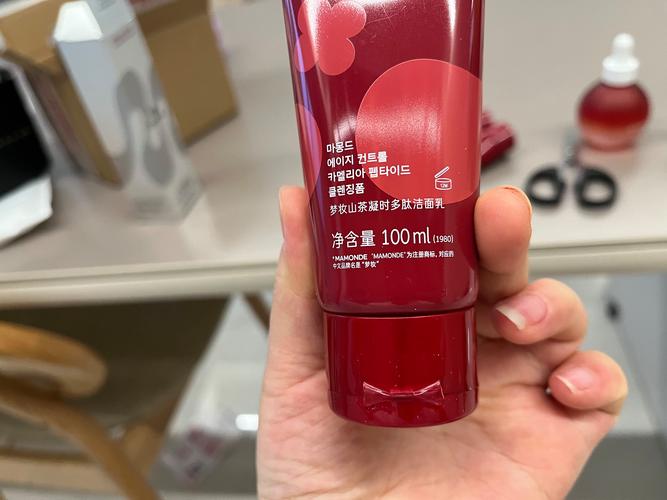 마몽드
에이지 컨트롤
카멜리아 펩타이드
클렌징폼
12M
梦妆山茶凝时多肽洁面乳
净含量 100ml (1980)
*MAMONDE “MAMONDE”为注册商标, 对应的
中文品牌名是“梦妆”